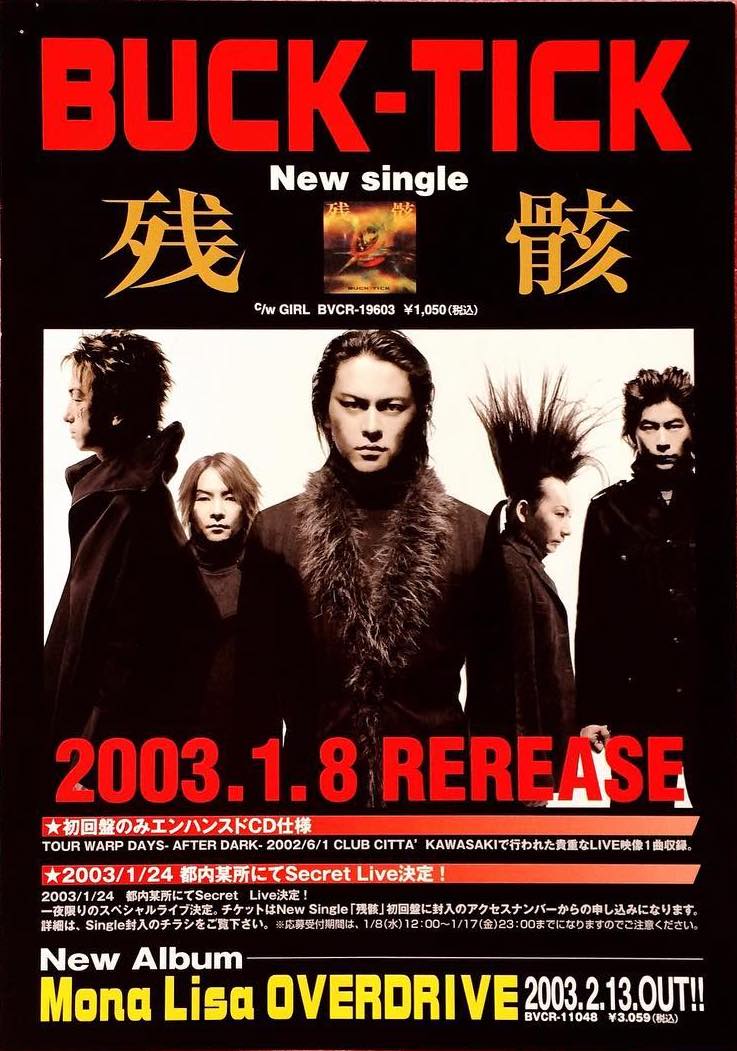 BUCK-TICK
New single
残 骸
残 骸
BUCK-TICK
c/w GIRL BVCR-19603 ¥1,050(税込)
2003.1.8 REREASE
★初回盤のみエンハンスドCD仕様
TOUR WARP DAYS- AFTER DARK- 2002/6/1 CLUB CITTA' KAWASAKIで行われた貴重なLIVE映像1曲収録。
★2003/1/24 都内某所にてSecret Live決定！
2003/1/24 都内某所にてSecret Live決定！
一夜限りのスペシャルライブ決定。チケットはNew Single「残骸」初回盤に封入のアクセスナンバーからの申し込みになります。
詳細は、Single封入のチラシをご覧下さい。 ※応募受付期間は、1/8(水)12:00〜1/17(金)23:00までになりますのでご注意ください。
New Album
Mona Lisa OVERDRIVE 2003.2.13.OUT!!
BVCR-11048 ¥3,059(税込)